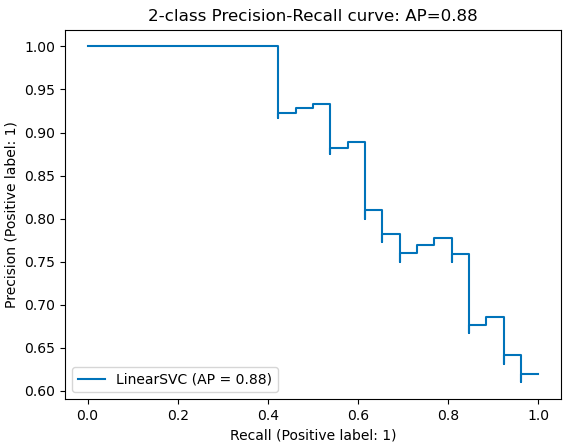 2-class Precision-Recall curve: AP=0.88
1.00
0.95
0.90
0.85
0.80
0.75
0.70
0.65
0.60
Precision (Positive label: 1)
LinearSVC (AP = 0.88)
0.0 0.2 0.4 0.6 0.8 1.0
Recall (Positive label: 1)